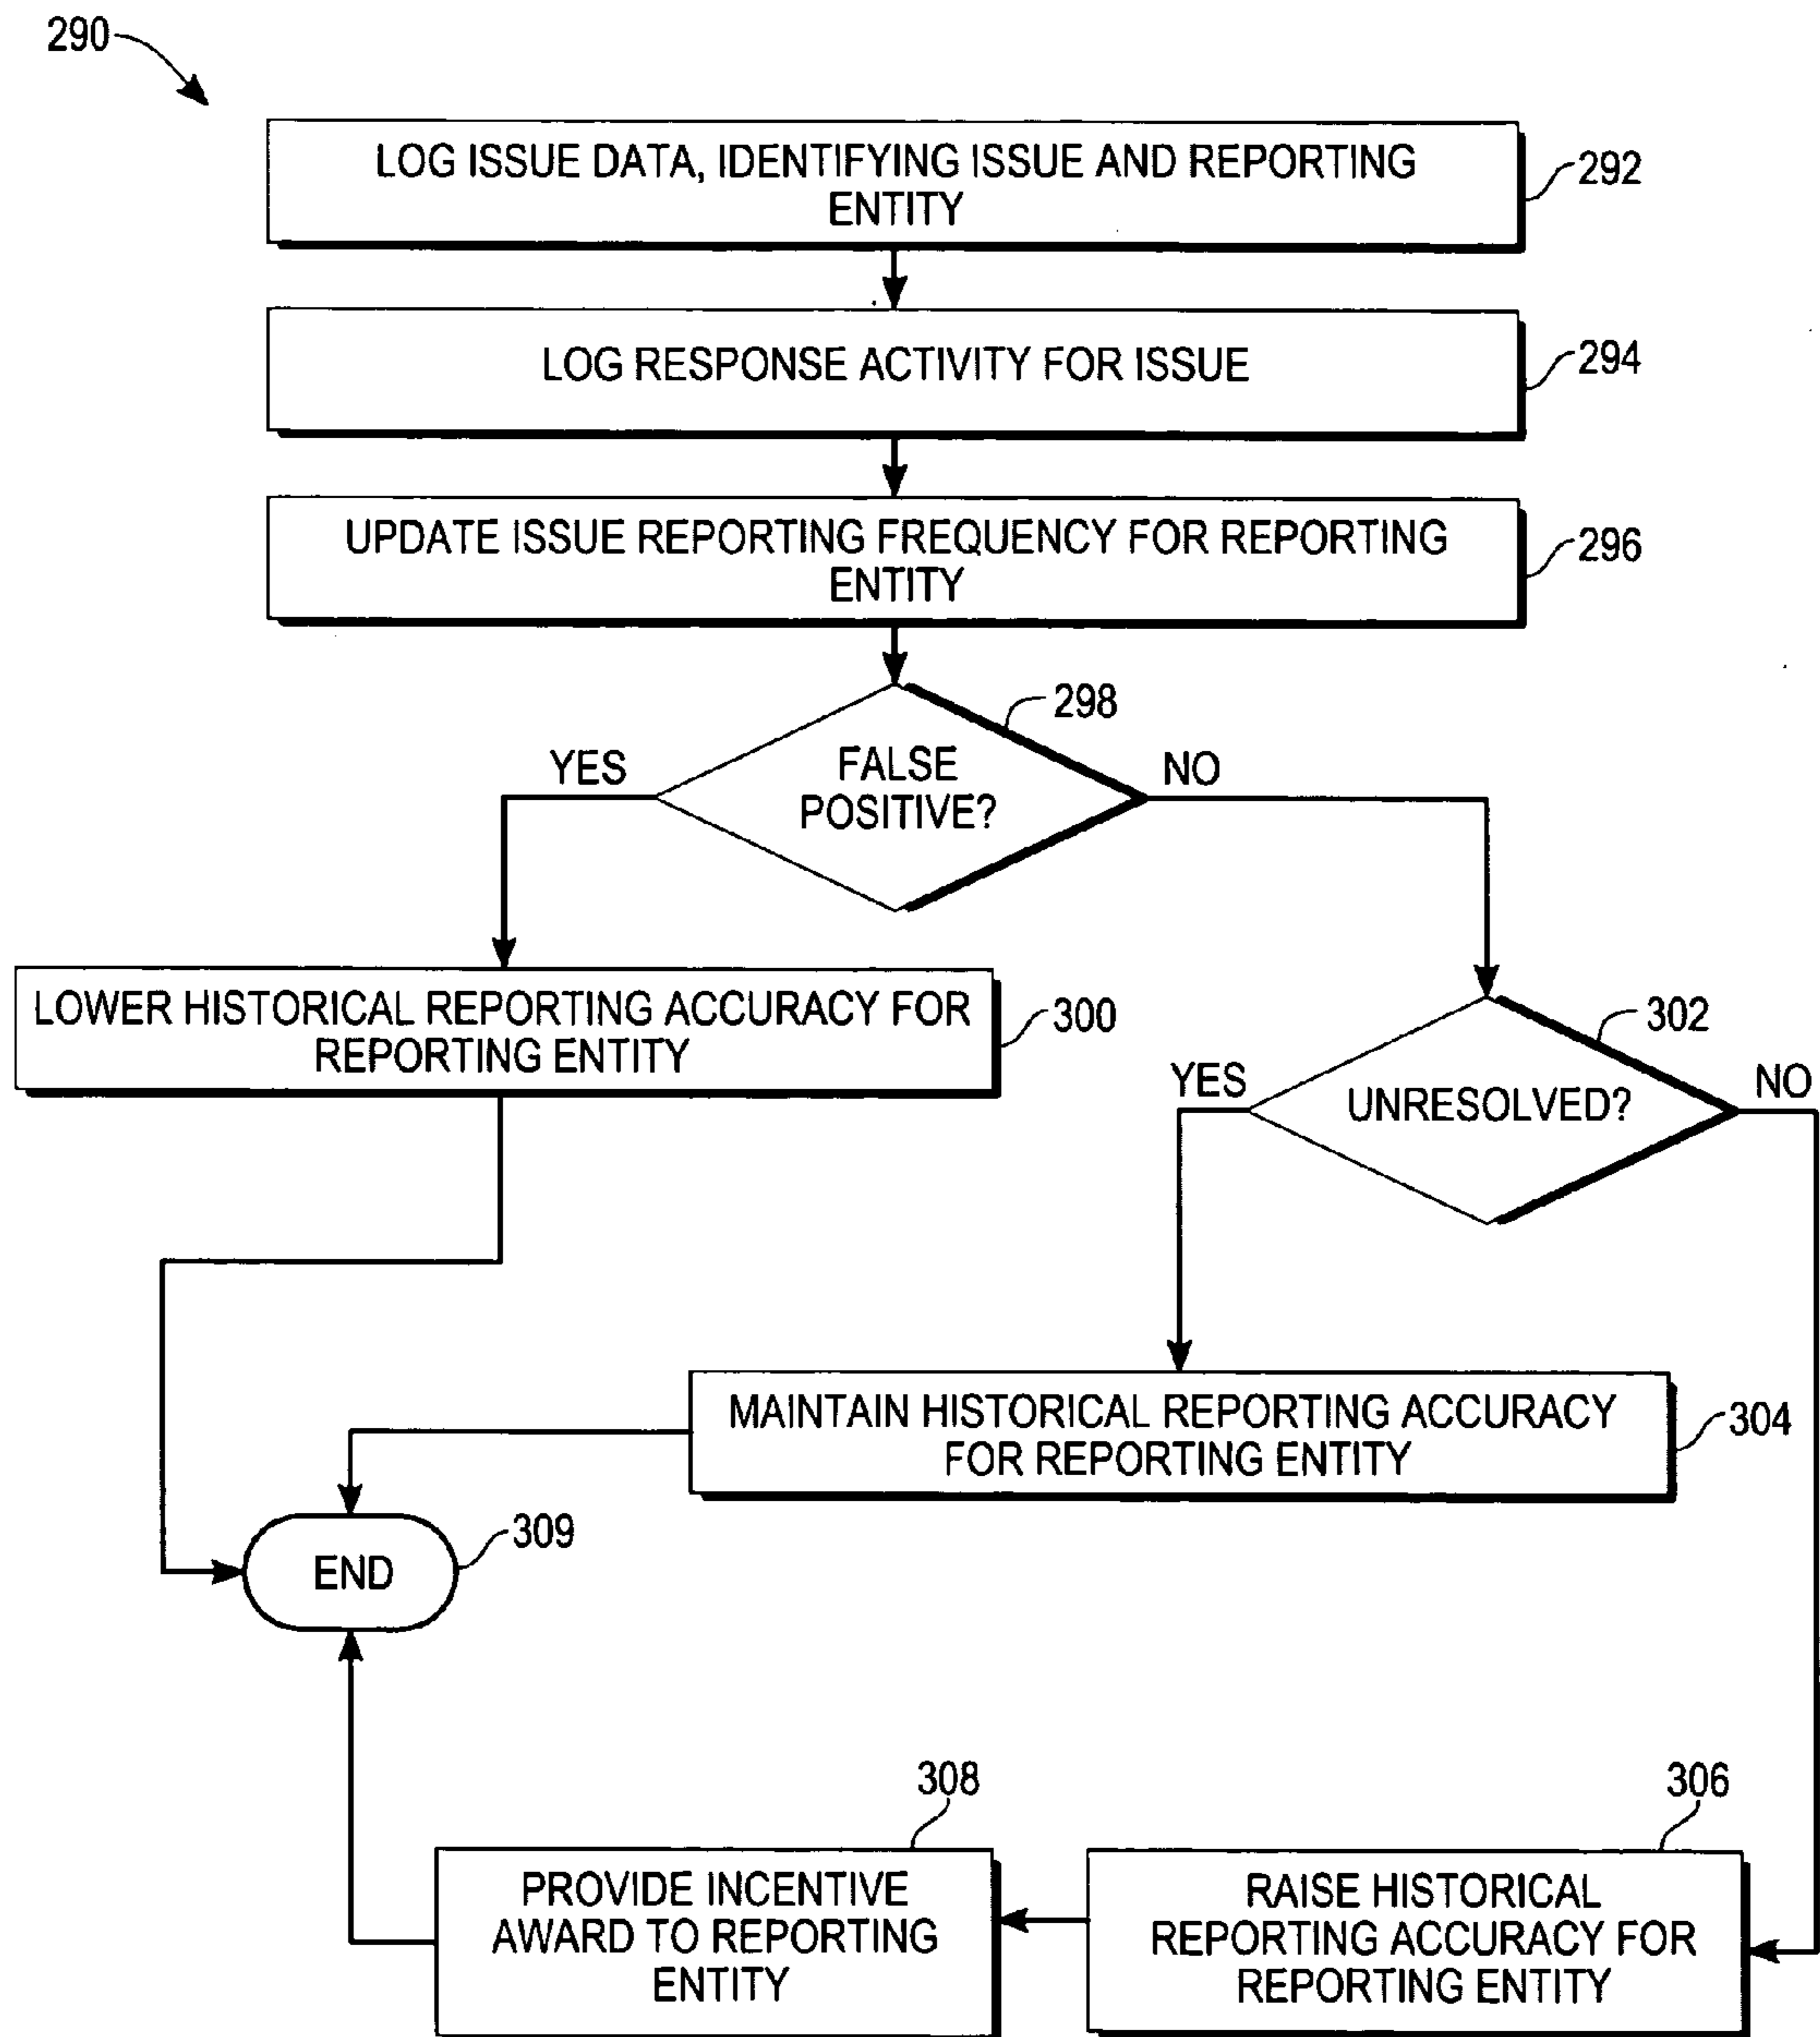 290
LOG ISSUE DATA, IDENTIFYING ISSUE AND REPORTING
ENTITY
292
LOG RESPONSE ACTIVITY FOR ISSUE
294
UPDATE ISSUE REPORTING FREQUENCY FOR REPORTING
ENTITY
296
298
YES
FALSE
POSITIVE?
NO
LOWER HISTORICAL REPORTING ACCURACY FOR
REPORTING ENTITY
300
302
YES
UNRESOLVED?
NO
MAINTAIN HISTORICAL REPORTING ACCURACY
FOR REPORTING ENTITY
304
END
309
308
PROVIDE INCENTIVE
AWARD TO REPORTING
ENTITY
306
RAISE HISTORICAL
REPORTING ACCURACY FOR
REPORTING ENTITY